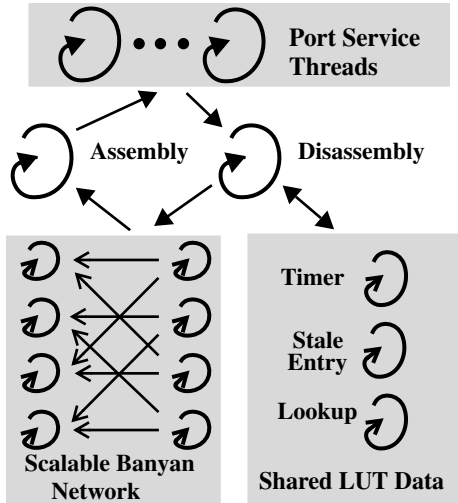 Port Service
Threads
Assembly
Disassembly
Timer
Stale
Entry
Lookup
Scalable Banyan
Network
Shared LUT Data